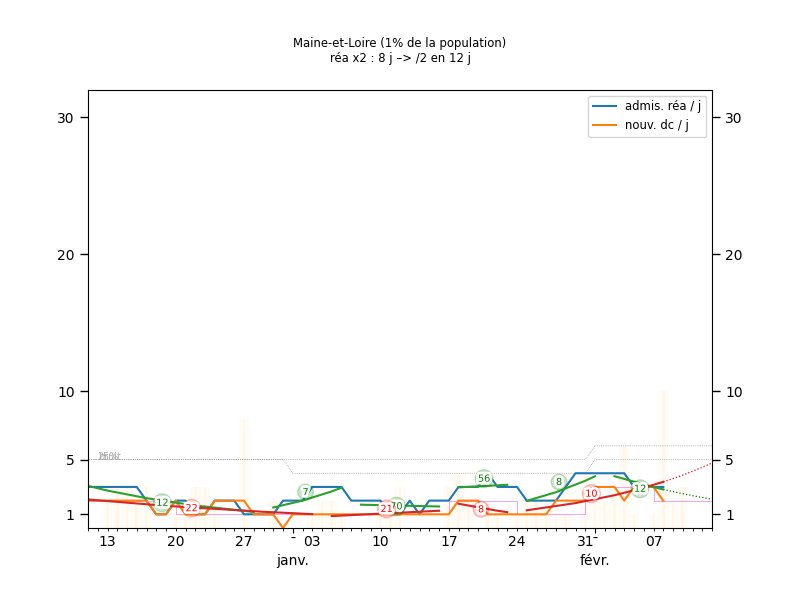 Maine-et-Loire (1% de la population)
réa x2 : 8 j –> /2 en 12 j
admis. réa / j
nouv. dc / j
30 30
20 20
10 10
5 5
1 1
12 22 7 21 56 8 8 10 12
13 20 27 03 10 17 24 31 07
janv. févr.